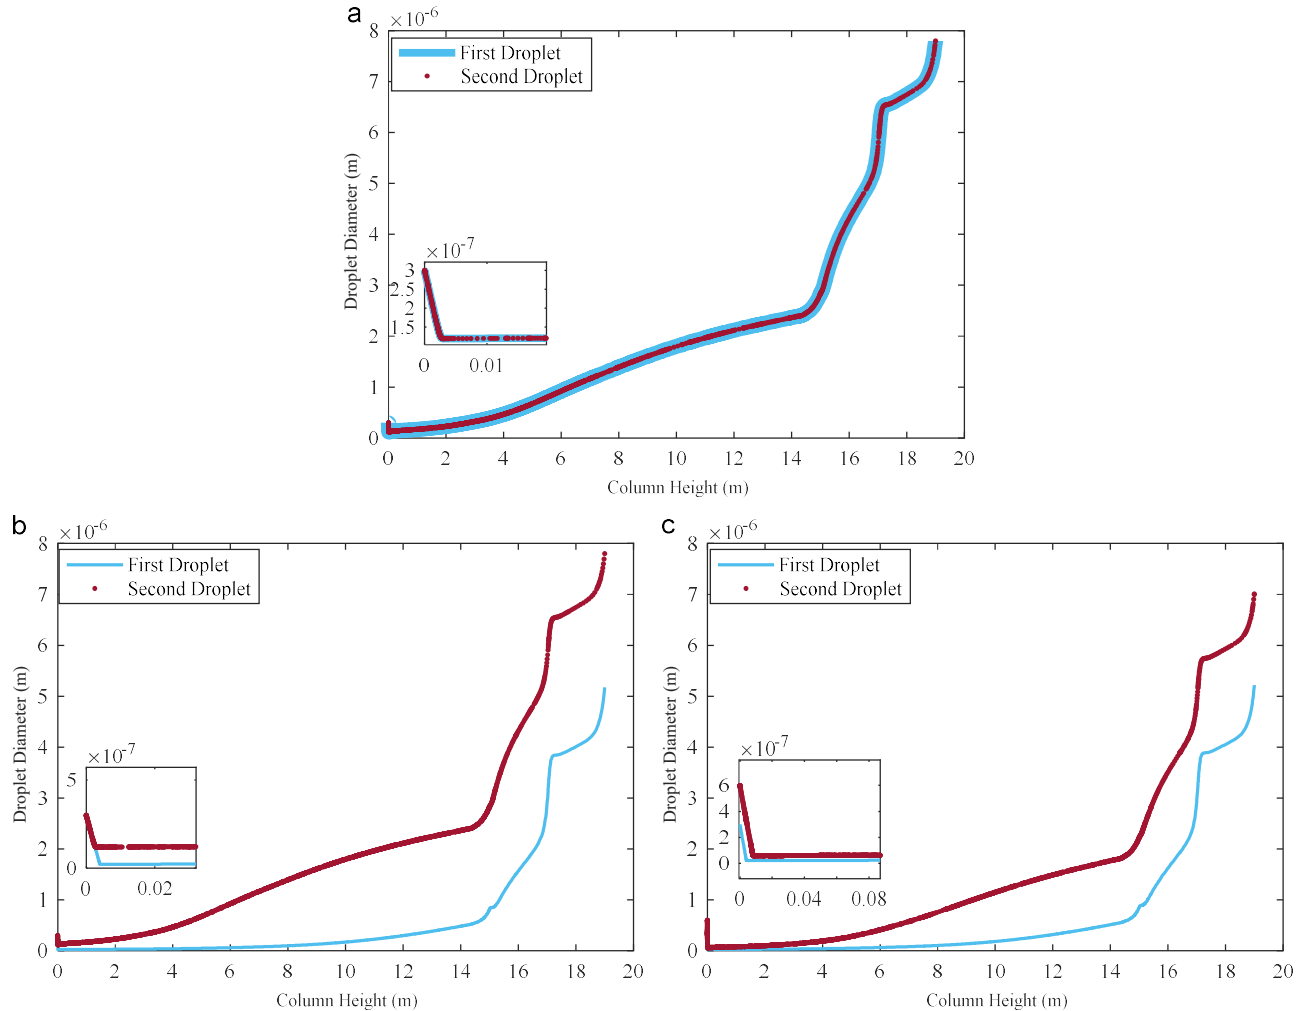 a
×10-6
8
7
6
5
4
3
2
1
0
Droplet Diameter (m)
First Droplet
Second Droplet
×10-7
3
2.5
2
1.5
0 0.01
0 2 4 6 8 10 12 14 16 18 20
Column Height (m)
b
×10-6
8
7
6
5
4
3
2
1
0
Droplet Diameter (m)
First Droplet
Second Droplet
×10-7
5
0
0 0.02
0 2 4 6 8 10 12 14 16 18 20
Column Height (m)
c
×10-6
8
7
6
5
4
3
2
1
0
Droplet Diameter (m)
First Droplet
Second Droplet
×10-7
6
4
2
0
0 0.04 0.08
0 2 4 6 8 10 12 14 16 18 20
Column Height (m)